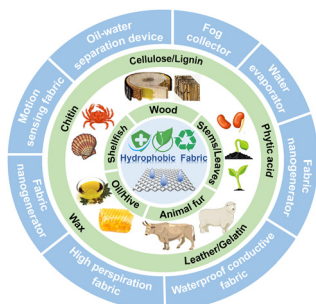 Oil-water
separation device
Fog
collector
Water
evaporator
Fabric
nanogenerator
Waterproof conductive
fabric
High perspiration
fabric
Fabric
nanogenerator
Motion
sensing fabric
Cellulose/Lignin
Phytic acid
Leather/Gelatin
Wax
Chitin
Wood
Stems/Leaves
Animal fur
Oil/Hive
Hydrophobic Fabric